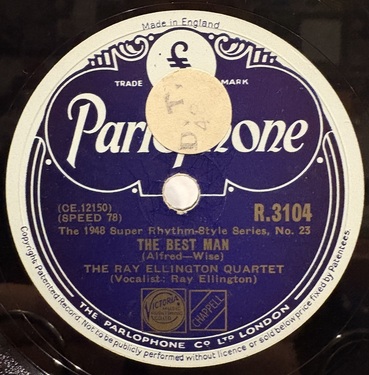 Made in England
£
TRADE MARK
D.T.
Parlophone
(CE.12150)
(SPEED 78)
R.3104
The 1948 Super Rhythm-Style Series, No. 23
THE BEST MAN
(Alfred—Wise)
THE RAY ELLINGTON QUARTET
(Vocalist: Ray Ellington)
VICTORIA
CHAPPELL
THE PARLOPHONE CO LTD LONDON
Copyright Patented Record. Not to be publicly performed without licence or sold below price fixed by Patentees.